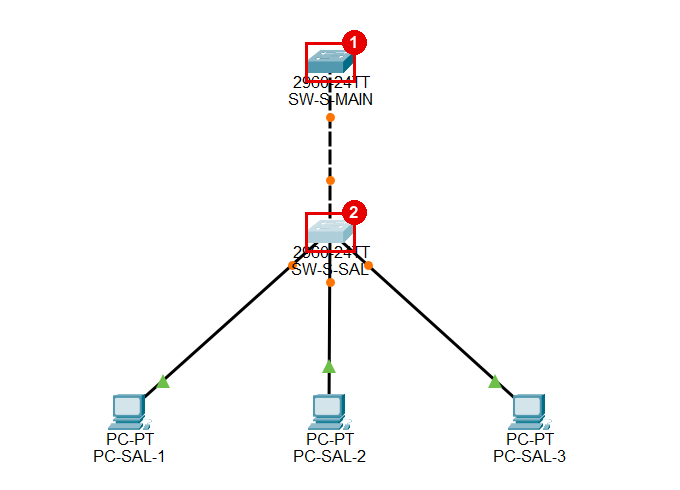 1
2960-24TT
SW-S-MAIN
2
2960-24TT
SW-S-SAL
PC-PT
PC-SAL-1
PC-PT
PC-SAL-2
PC-PT
PC-SAL-3